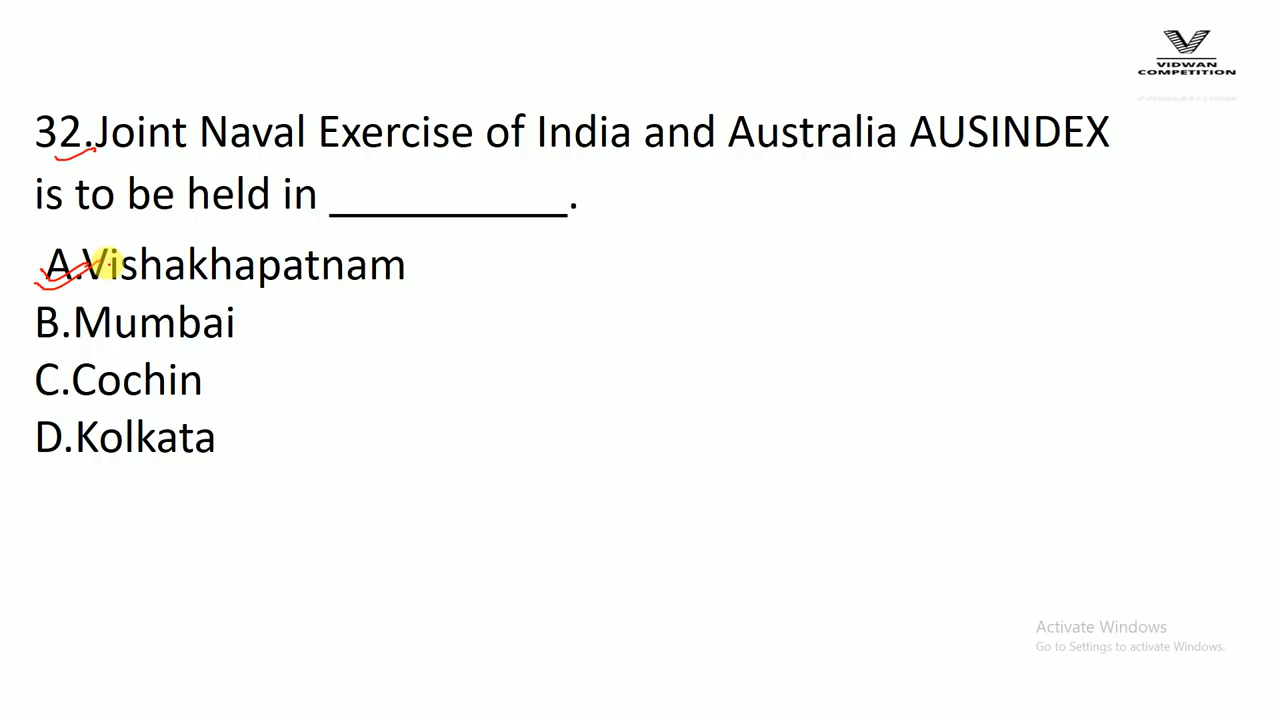 VIDWAN
COMPETITION
32.Joint Naval Exercise of India and Australia AUSINDEX
is to be held in __________.
A.Vishakhapatnam
B.Mumbai
C.Cochin
D.Kolkata
Activate Windows
Go to Settings to activate Windows.